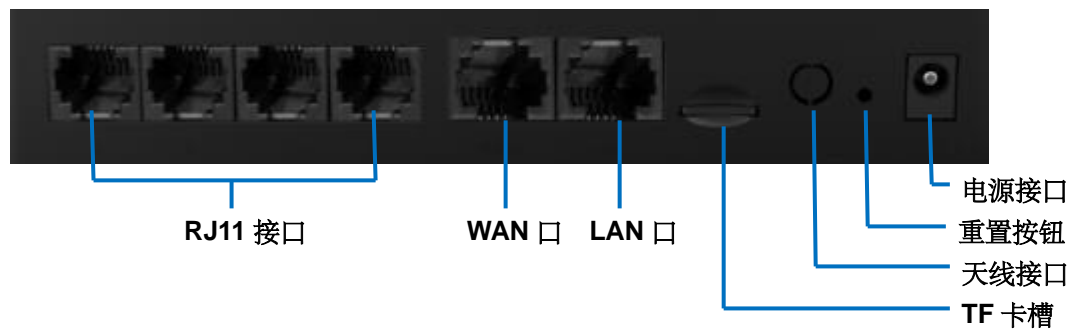 电源接口
RJ11 接口
WAN 口
LAN 口
重置按钮
天线接口
TF 卡槽